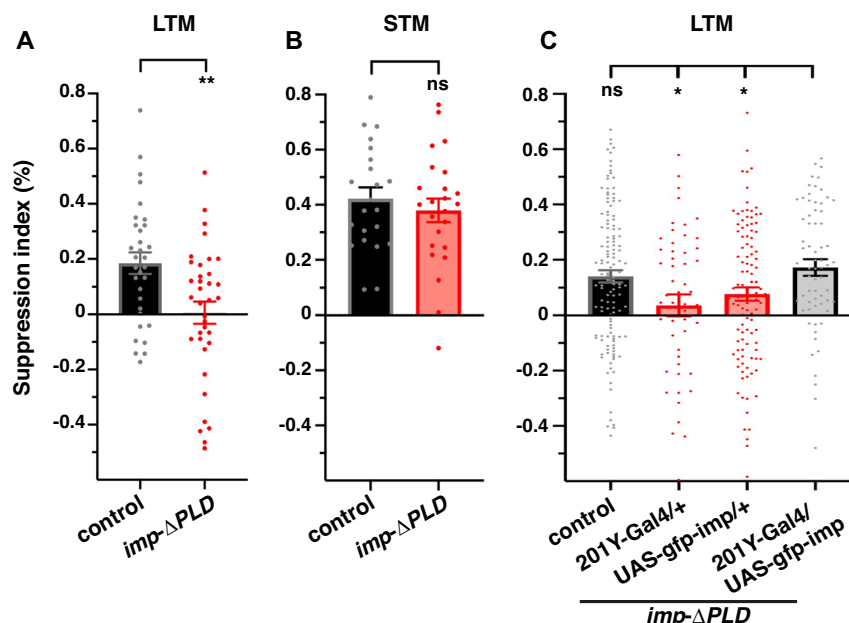 A
LTM
**
Suppression index (%)
0.8
0.6
0.4
0.2
0
-0.2
-0.4
control
imp-ΔPLD
B
STM
ns
0.8
0.6
0.4
0.2
0
-0.2
-0.4
control
imp-ΔPLD
C
LTM
ns
*
*
0.8
0.6
0.4
0.2
0
0.2
-0.4
control
201Y-Gal4/+
UAS-gfp-imp/+
201Y-Gal4/
UAS-gfp-imp
imp-ΔPLD